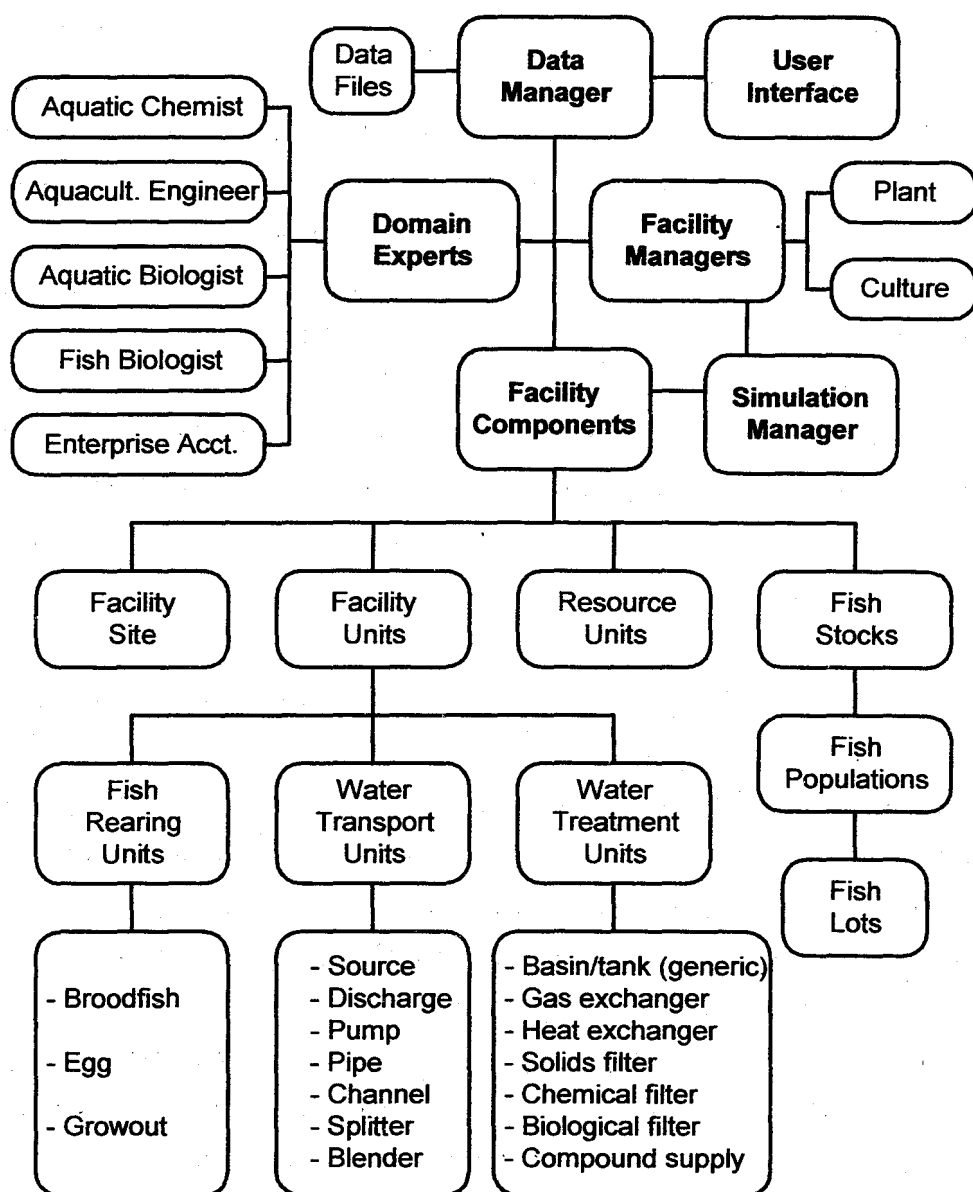 Data
Files
Data
Manager
User
Interface
Aquatic Chemist
Aquacult. Engineer
Aquatic Biologist
Fish Biologist
Enterprise Acct.
Domain
Experts
Facility
Managers
Plant
Culture
Facility
Components
Simulation
Manager
Facility
Site
Facility
Units
Resource
Units
Fish
Stocks
Fish
Populations
Fish
Lots
Fish
Rearing
Units
Water
Transport
Units
Water
Treatment
Units
- Broodfish
- Egg
- Growout
- Source
- Discharge
- Pump
- Pipe
- Channel
- Splitter
- Blender
- Basin/tank (generic)
- Gas exchanger
- Heat exchanger
- Solids filter
- Chemical filter
- Biological filter
- Compound supply